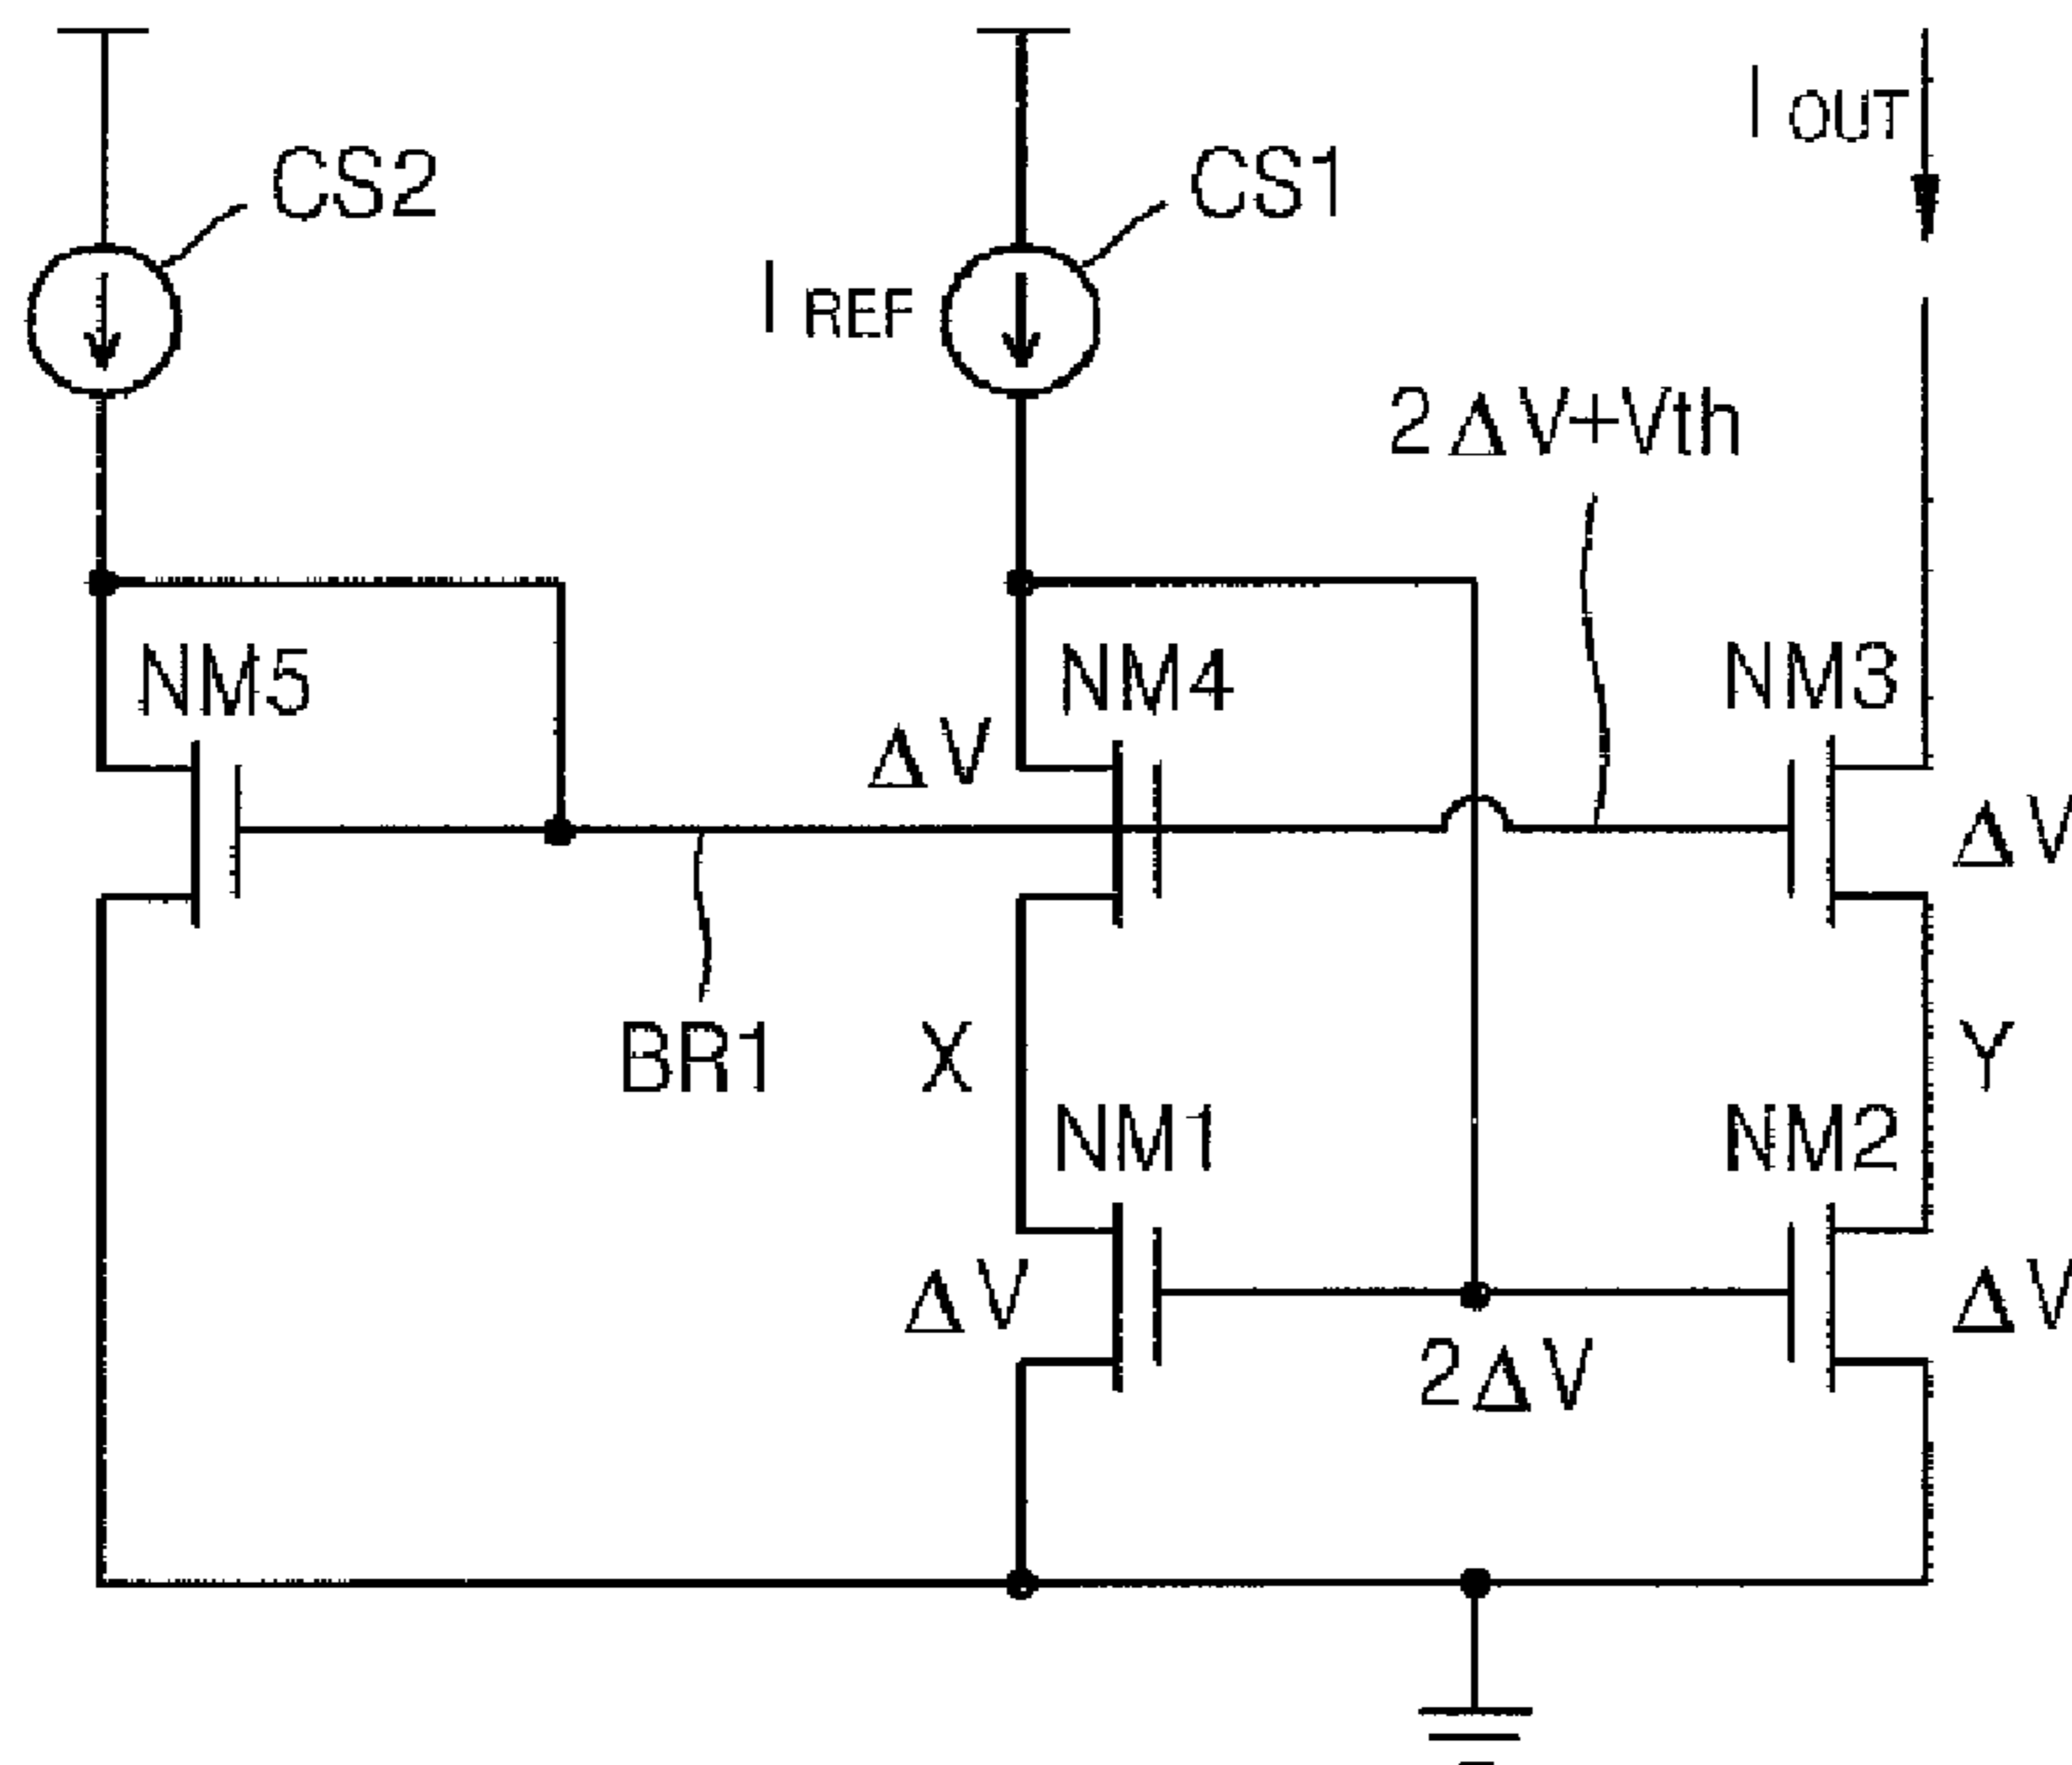 CS2
CS1
I OUT
I REF
2ΔV+Vth
NM5
NM4
NM3
ΔV
ΔV
BR1
X
Y
NM1
NM2
ΔV
ΔV
2ΔV